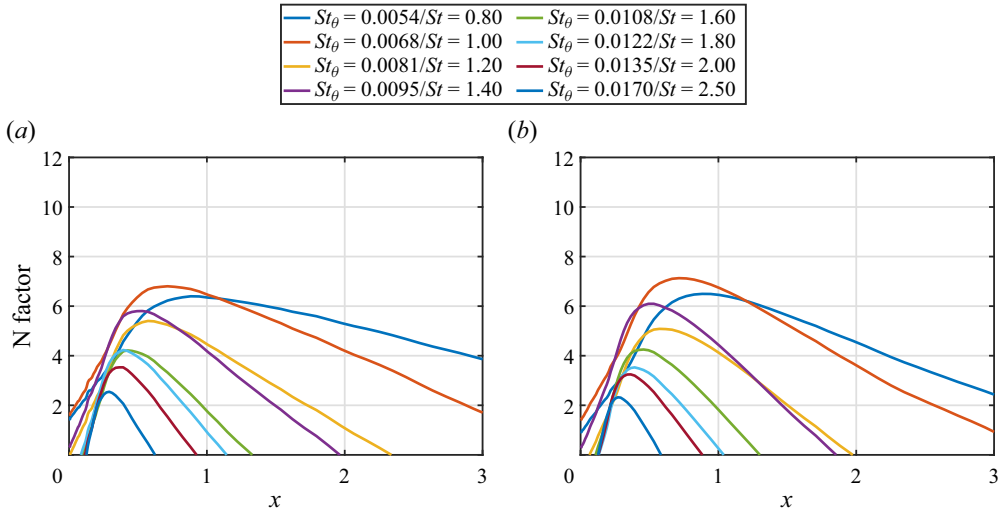 St_θ = 0.0054/St = 0.80 St_θ = 0.0108/St = 1.60
St_θ = 0.0068/St = 1.00 St_θ = 0.0122/St = 1.80
St_θ = 0.0081/St = 1.20 St_θ = 0.0135/St = 2.00
St_θ = 0.0095/St = 1.40 St_θ = 0.0170/St = 2.50
(a)
12
10
8
6
4
2
N factor
0 1 2 3
x
(b)
12
10
8
6
4
2
0 1 2 3
x